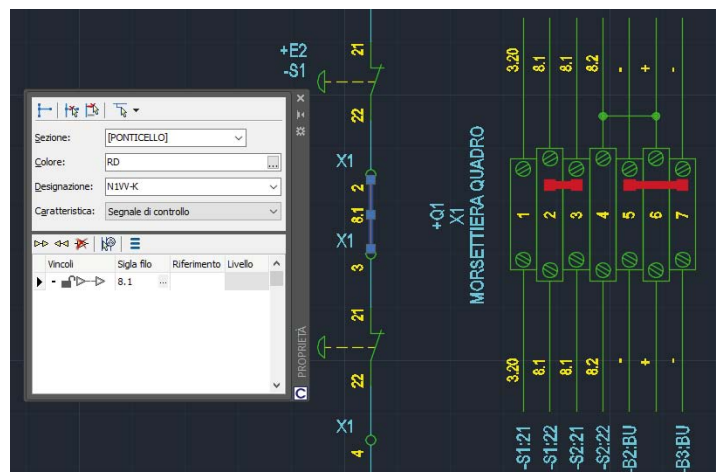 +E2
-S1
21
22
X1
2
8.1
X1
3
21
22
X1
4
Sezione: [PONTICELLO]
Colore: RD ...
Designazione: N1VV-K
Caratteristica: Segnale di controllo
Vincoli Sigla filo Riferimento Livello
- 8.1 ...
PROPRIETÀ
C
+Q1
X1
MORSETTIERA QUADRO
3.20 8.1 8.1 8.2 - + -
1 2 3 4 5 6 7
3.20 8.1 8.1 8.2 - + -
-S1:21 -S1:22 -S2:21 -S2:22 -B2:BU B3:BU